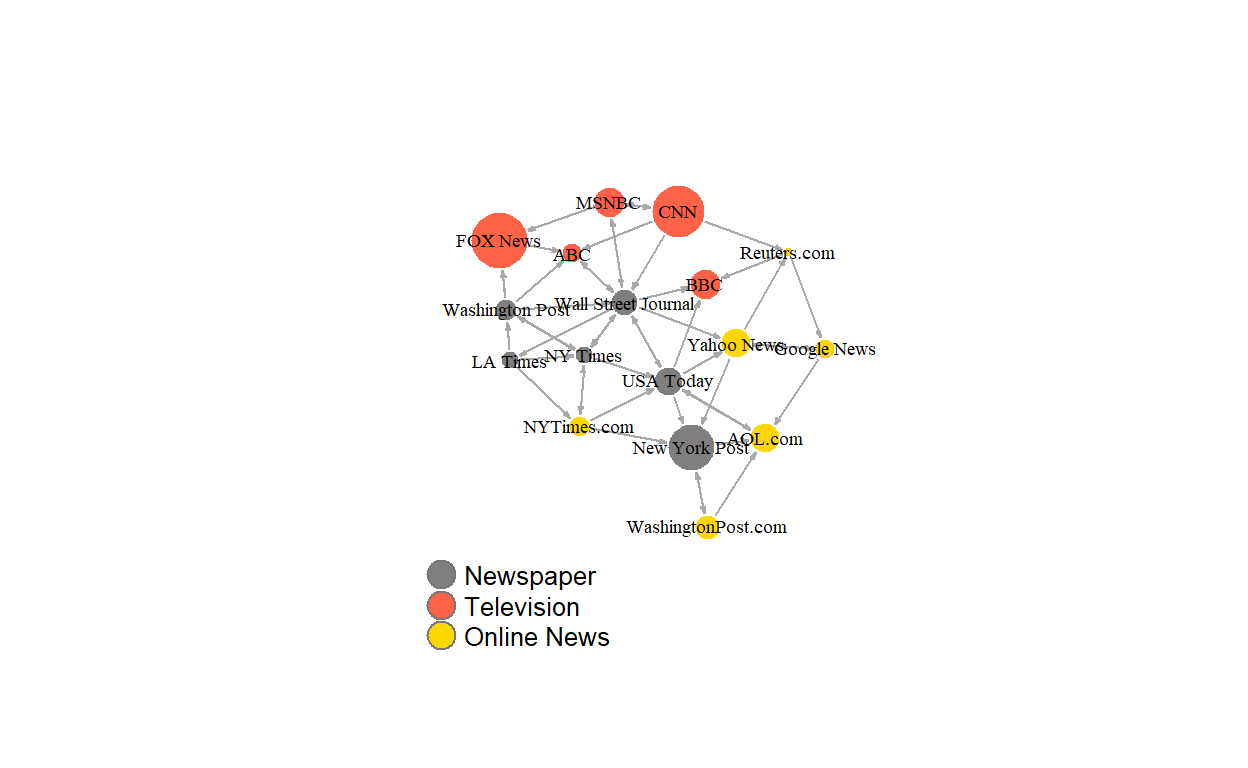 MSNBC
CNN
FOX News
ABC
Reuters.com
BBC
Washington Post
Wall Street Journal
Yahoo News
Google News
NY Times
LA Times
USA Today
NYTimes.com
AOL.com
New York Post
WashingtonPost.com
Newspaper
Television
Online News